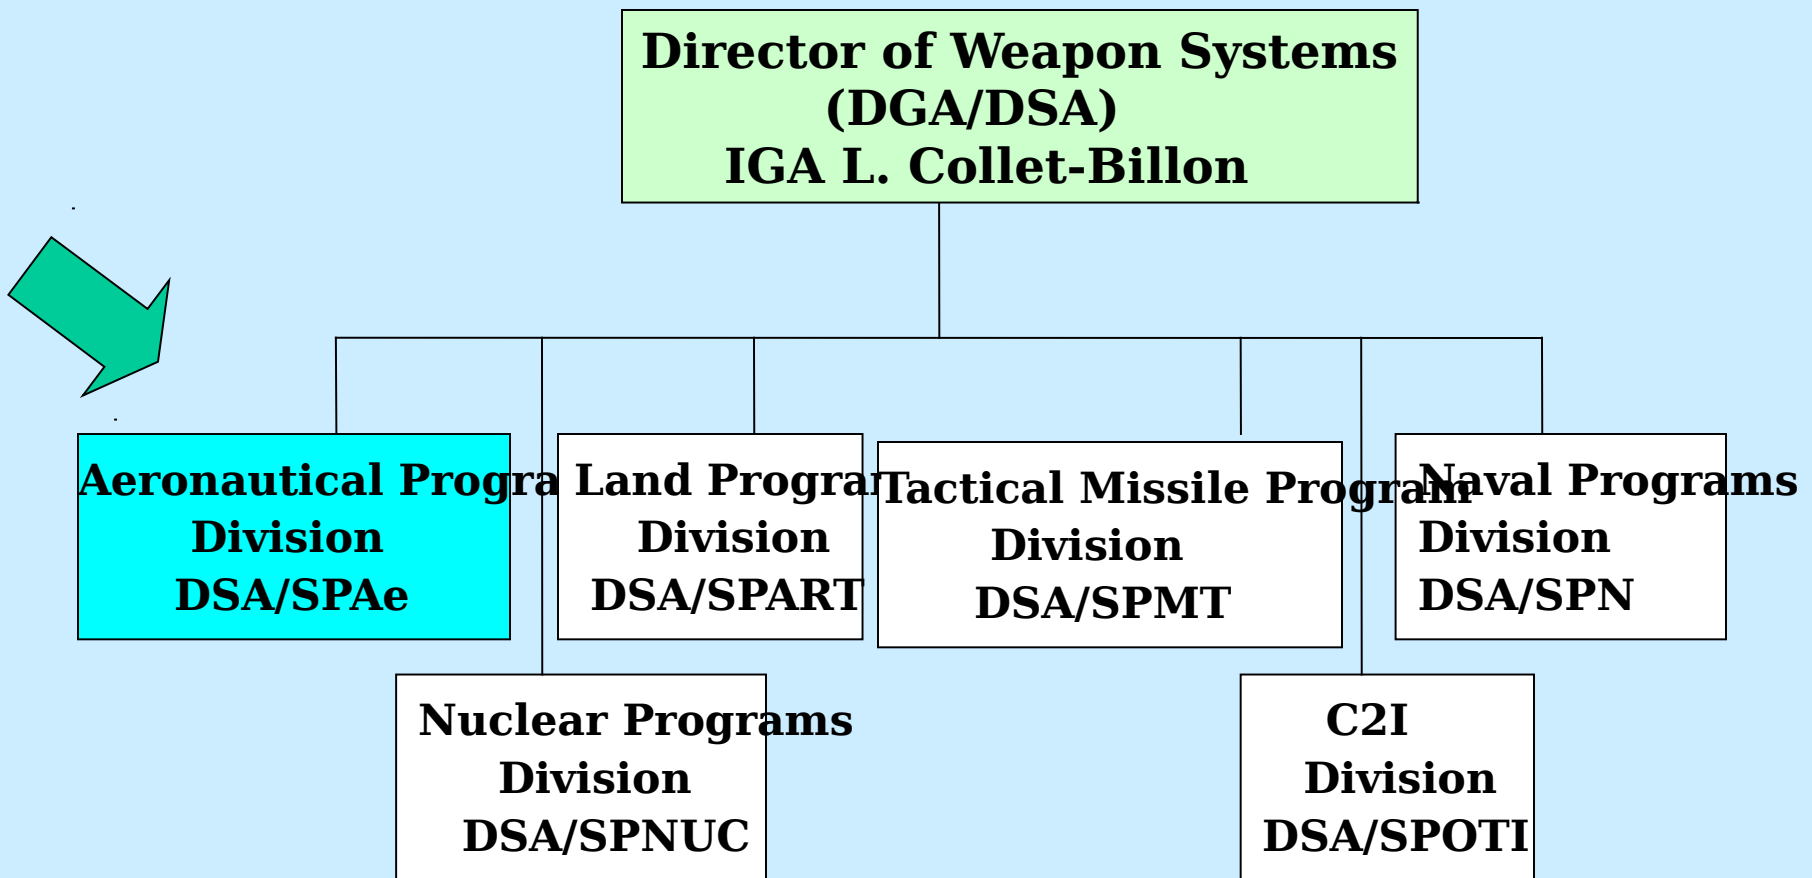 Director of Weapon Systems
(DGA/DSA)
IGA L. Collet-Billon
Aeronautical Progra
Division
DSA/SPAe
Land Program
Division
DSA/SPART
Tactical Missile Program
Division
DSA/SPMT
Naval Programs
Division
DSA/SPN
Nuclear Programs
Division
DSA/SPNUC
C2I
Division
DSA/SPOTI